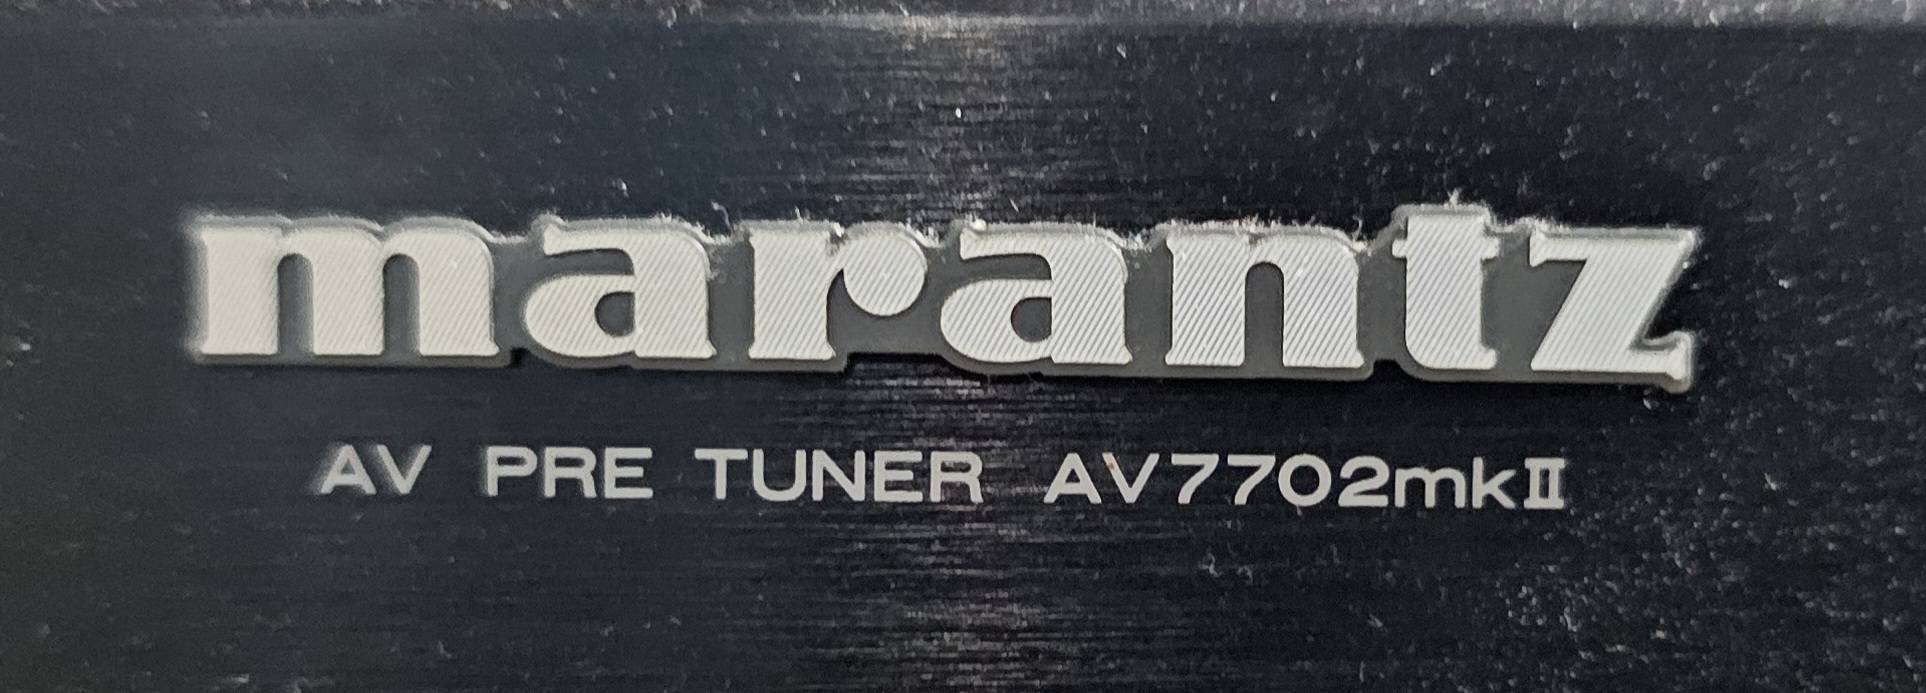 marantz
AV PRE TUNER AV7702mkII